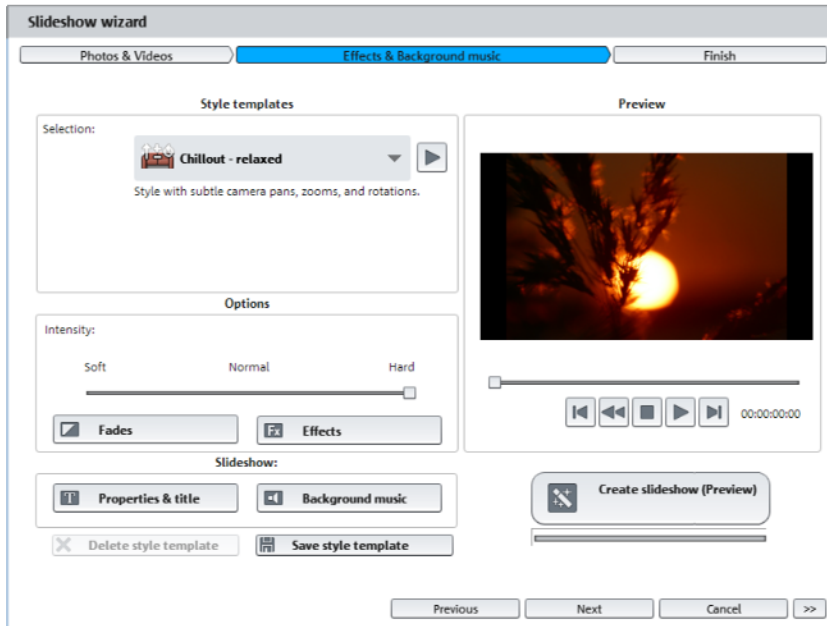 Slideshow wizard
Photos & Videos
Effects & Background music
Finish
Style templates
Selection:
Chillout - relaxed
Style with subtle camera pans, zooms, and rotations.
Options
Intensity:
Soft Normal Hard
Fades
Effects
Slideshow:
Properties & title
Background music
Delete style template
Save style template
Preview
00:00:00:00
Create slideshow (Preview)
Previous
Next
Cancel
>>